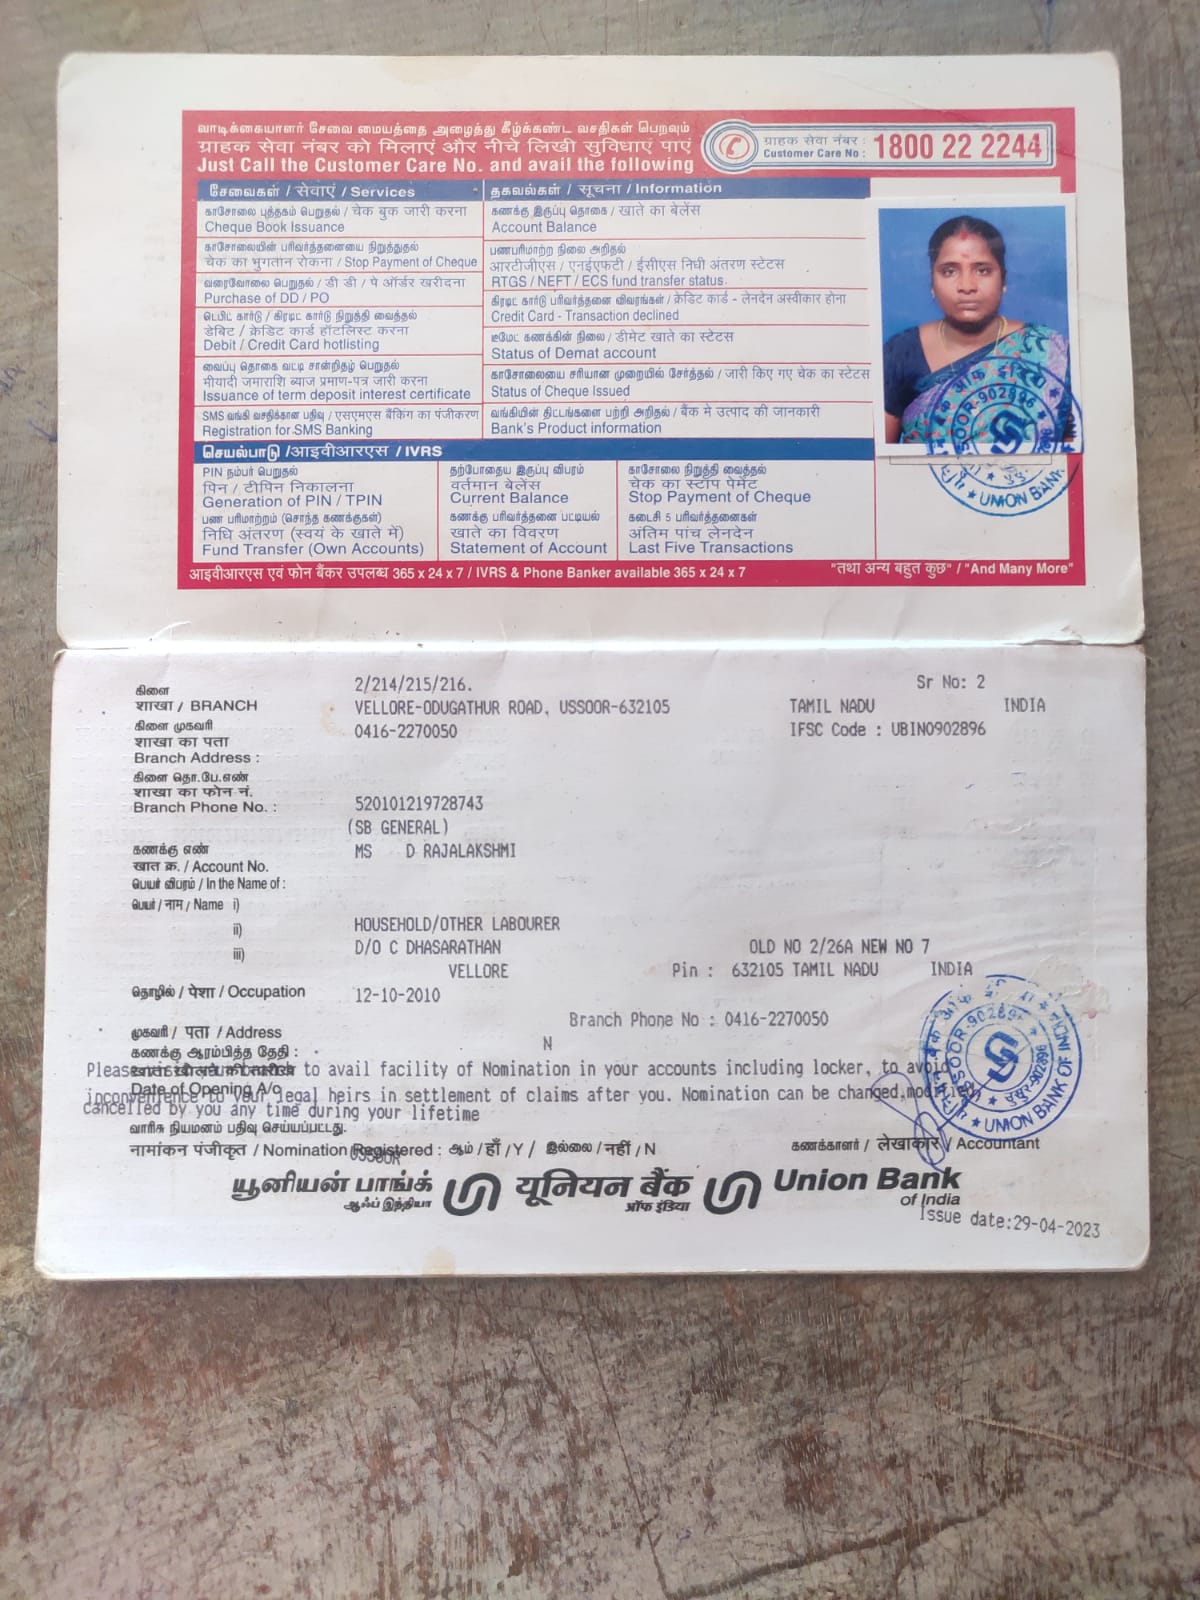 வாடிக்கையாளர் சேவை மையத்தை அழைத்து கீழ்க்கண்ட வசதிகள் பெறவும்
ग्राहक सेवा नंबर को मिलाएं और नीचे लिखी सुविधाएं पाएं
Just Call the Customer Care No. and avail the following
ग्राहक सेवा नंबर :
Customer Care No : 1800 22 2244
சேவைகள் / सेवाएं / Services
காசோலை புத்தகம் பெறுதல் / चेक बुक जारी करना
Cheque Book Issuance
காசோலையின் பரிவர்த்தனையை நிறுத்துதல்
चेक का भुगतान रोकना / Stop Payment of Cheque
வரைவோலை பெறுதல் / डी डी / पे ऑर्डर खरीदना
Purchase of DD / PO
டெபிட் கார்டு / கிரடிட் கார்டு நிறுத்தி வைத்தல்
डेबिट / क्रेडिट कार्ड हॉटलिस्ट करना
Debit / Credit Card hotlisting
வைப்பு தொகை வட்டி சான்றிதழ் பெறுதல்
मीयादी जमाराशि ब्याज प्रमाण-पत्र जारी करना
Issuance of term deposit interest certificate
SMS வங்கி வசதிக்கான பதிவு / एसएमएस बैंकिंग का पंजीकरण
Registration for SMS Banking
தகவல்கள் / सूचना / Information
கணக்கு இருப்பு தொகை / खाते का बेलेंस
Account Balance
பணபரிமாற்ற நிலை அறிதல்
आरटीजीएस / एनईएफटी / ईसीएस निधी अंतरण स्टेटस
RTGS / NEFT / ECS fund transfer status
கிரடிட் கார்டு பரிவர்த்தனை விவரங்கள் / क्रेडिट कार्ड - लेनदेन अस्वीकार होना
Credit Card - Transaction declined
டீமேட் கணக்கின் நிலை / डीमेट खाते का स्टेटस
Status of Demat account
காசோலையை சரியான முறையில் சேர்த்தல் / जारी किए गए चेक का स्टेटस
Status of Cheque Issued
வங்கியின் திட்டங்களை பற்றி அறிதல் / बैंक मे उत्पाद की जानकारी
Bank's Product information
செயல்பாடு /आइवीआरएस / IVRS
PIN நம்பர் பெறுதல்
पिन / टीपिन निकालना
Generation of PIN / TPIN
பண பரிமாற்றம் (சொந்த கணக்குகள்)
निधि अंतरण (स्वयं के खाते में)
Fund Transfer (Own Accounts)
தற்போதைய இருப்பு விபரம்
वर्तमान बेलेंस
Current Balance
கணக்கு பரிவர்த்தனை பட்டியல்
खाते का विवरण
Statement of Account
காசோலை நிறுத்தி வைத்தல்
चेक का स्टाप पेमेंट
Stop Payment of Cheque
கடைசி 5 பரிவர்த்தனைகள்
अंतिम पांच लेनदेन
Last Five Transactions
आइवीआरएस एवं फोन बैंकर उपलब्ध 365 x 24 x 7 / IVRS & Phone Banker available 365 x 24 x 7
"तथा अन्य बहुत कुछ" / "And Many More"
902896
UNION BANK
கிளை
शाखा / BRANCH
கிளை முகவரி
शाखा का पता
Branch Address :
கிளை தொ.பே.எண்
शाखा का फोन नं.
Branch Phone No. :
2/214/215/216. Sr No: 2
VELLORE-ODUGATHUR ROAD, USSOOR-632105 TAMIL NADU INDIA
0416-2270050 IFSC Code : UBIN0902896
520101219728743
(SB GENERAL)
கணக்கு எண்
खात क्र. / Account No.
MS D RAJALAKSHMI
பெயர் விபரம் / In the Name of :
பெயர் / नाम / Name i)
ii)
iii)
HOUSEHOLD/OTHER LABOURER
D/O C DHASARATHAN OLD NO 2/26A NEW NO 7
VELLORE Pin : 632105 TAMIL NADU INDIA
தொழில் / पेशा / Occupation
12-10-2010
Branch Phone No : 0416-2270050
முகவரி / पता / Address
N
கணக்கு ஆரம்பித்த தேதி :
खाता खोलने की तारीख
Date of Opening A/c
Please visit your branch to avail facility of Nomination in your accounts including locker, to avoid
inconvenience to your legal heirs in settlement of claims after you. Nomination can be changed,modified,
cancelled by you any time during your lifetime
வாரிசு நியமனம் பதிவு செய்யப்பட்டது.
नामांकन पंजीकृत / Nomination Registered : ஆம் / हाँ / Y / இல்லை / नहीं / N
USSOOR
கணக்காளர் / लेखाकार / Accountant
USSOOR-902896
UNION BANK OF INDIA
யூனியன் பாங்க்
ஆஃப் இந்தியா
यूनियन बैंक
ऑफ इंडिया
Union Bank
of India
Issue date:29-04-2023